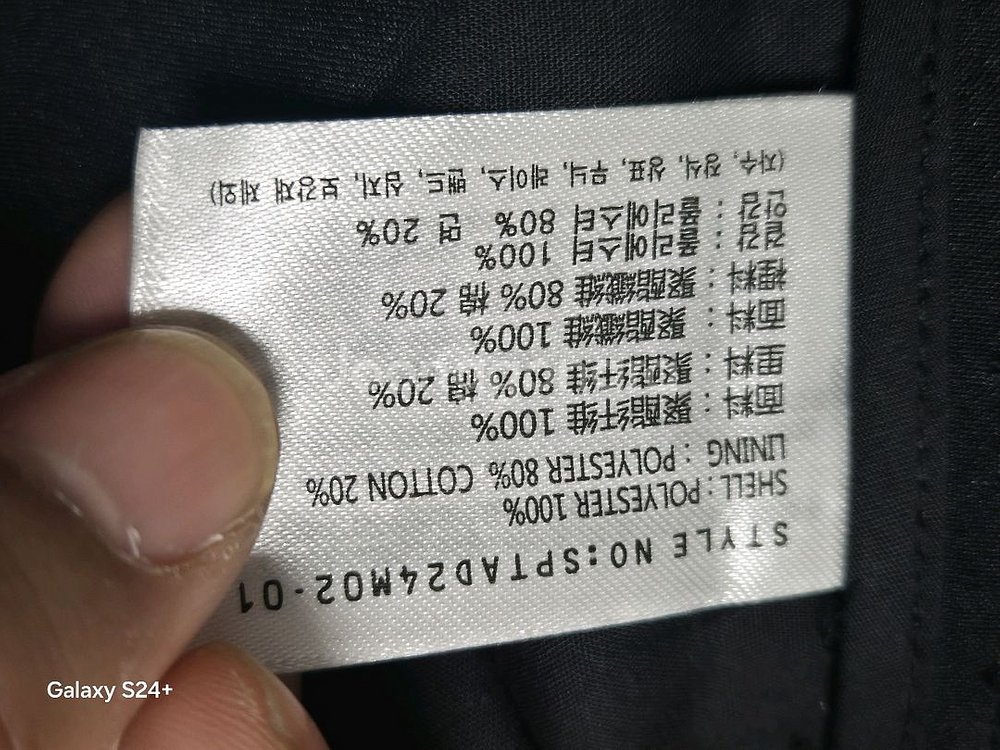 STYLE NO:SPTAD24M02-01
SHELL : POLYESTER 100%
LINING : POLYESTER 80% COTTON 20%
面料 : 聚酯纤维 100%
里料 : 聚酯纤维 80% 棉 20%
面料 : 聚酯纖維 100%
裡料 : 聚酯纖維 80% 棉 20%
겉감 : 폴리에스터 100%
안감 : 폴리에스터 80% 면 20%
(자수, 장식, 상표, 무늬, 레이스, 밴드, 심지, 보강재 제외)
Galaxy S24+